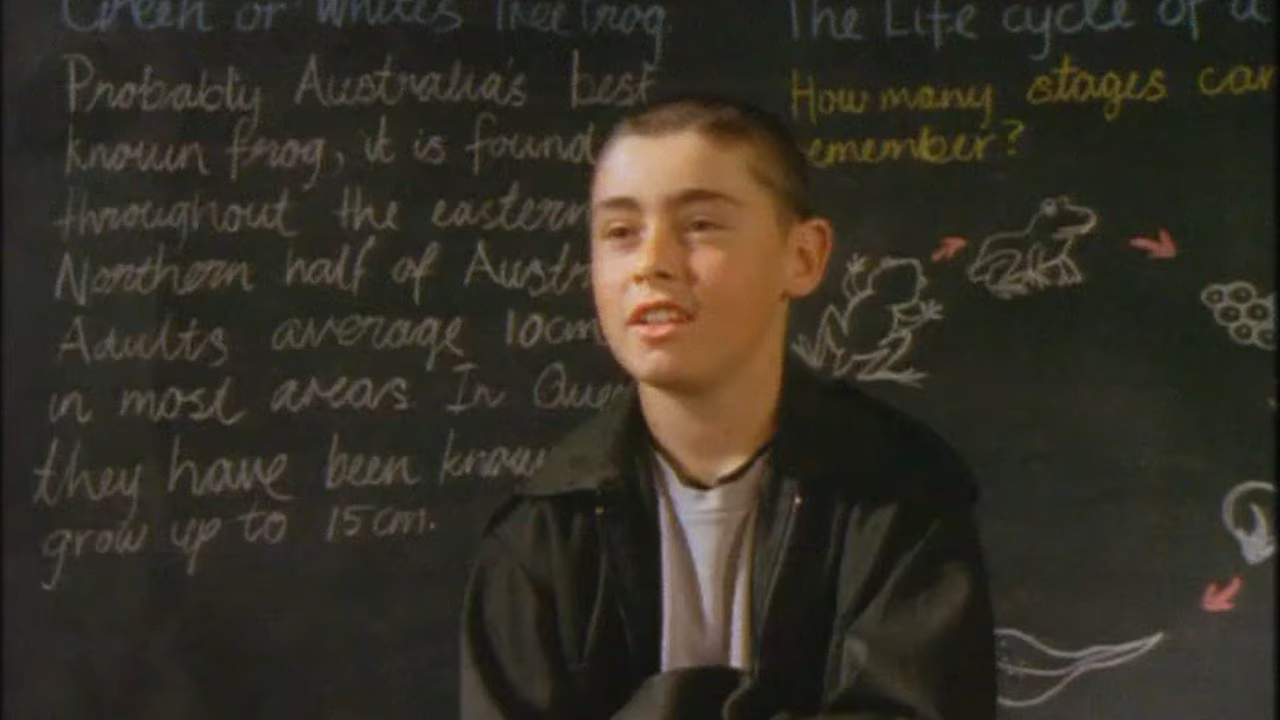 Green or Whites Tree frog
Probably Australia's best
known frog, it is found
throughout the eastern
Northern half of Austr
Adults average 10cm
in most areas In Que
they have been know
grow up to 15cm.
The Life cycle of a
How many stages can
emember?